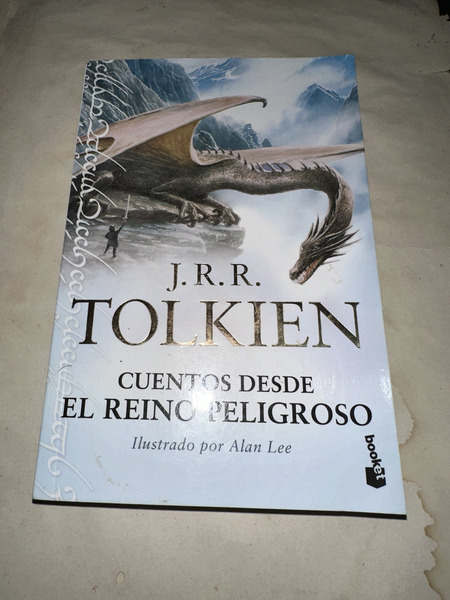 J.R.R.
TOLKIEN
CUENTOS DESDE
EL REINO PELIGROSO
Ilustrado por Alan Lee
booket